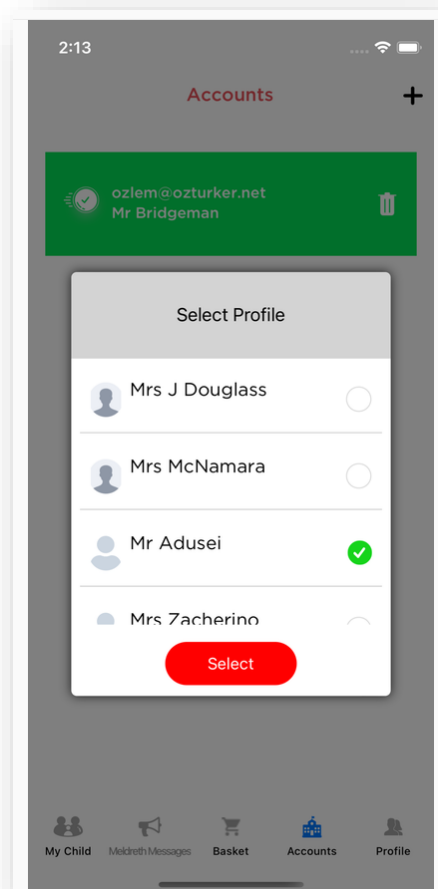 2:13
Accounts
+
ozlem@ozturker.net
Mr Bridgeman
Select Profile
Mrs J Douglass
Mrs McNamara
Mr Adusei
Mrs Zacherino
Select
My Child Meldreth Messages Basket Accounts Profile